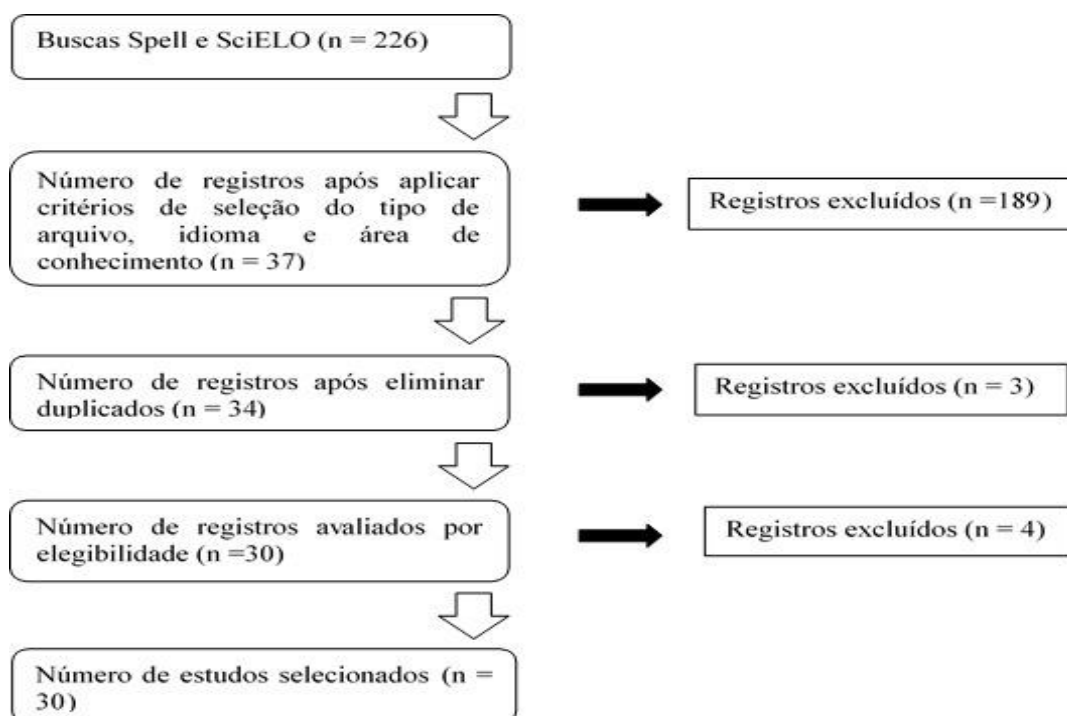 Buscas Spell e SciELO (n = 226)
Número de registros após aplicar
critérios de seleção do tipo de
arquivo, idioma e área de
conhecimento (n = 37)
Registros excluídos (n =189)
Número de registros após eliminar
duplicados (n = 34)
Registros excluídos (n = 3)
Número de registros avaliados por
elegibilidade (n =30)
Registros excluídos (n = 4)
Número de estudos selecionados (n =
30)